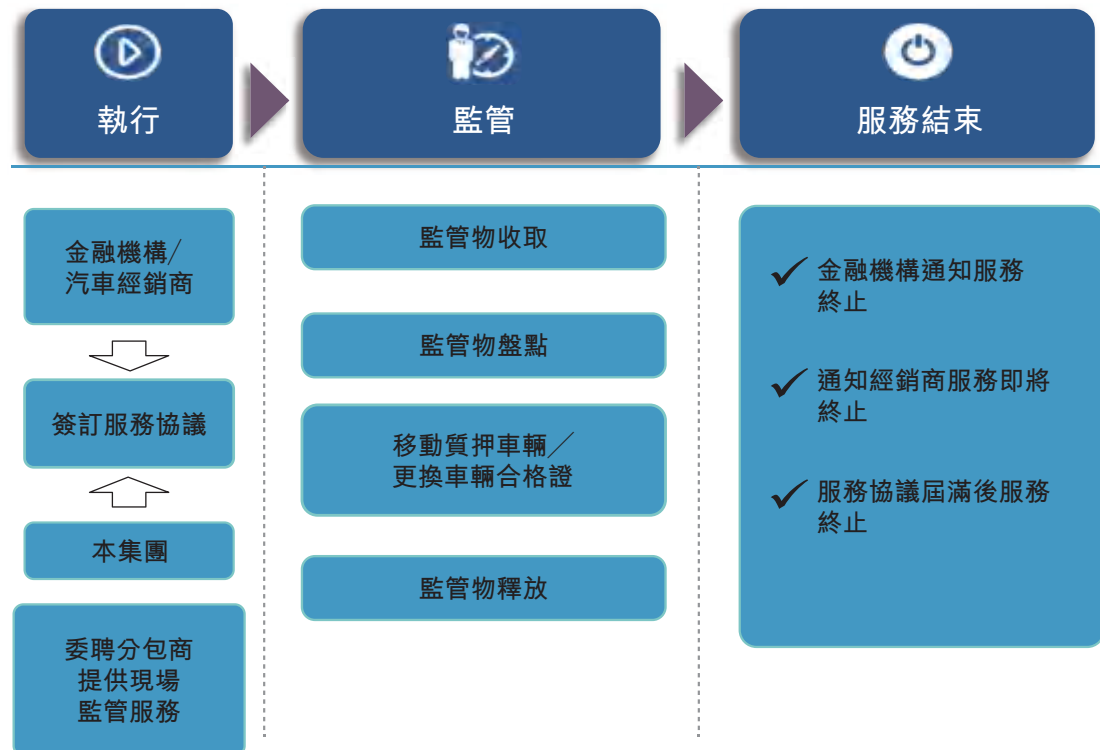 執行
監管
服務結束
金融機構╱
汽車經銷商
簽訂服務協議
本集團
委聘分包商
提供現場
監管服務
監管物收取
監管物盤點
移動質押車輛╱
更換車輛合格證
監管物釋放
金融機構通知服務
終止
通知經銷商服務即將
終止
服務協議屆滿後服務
終止